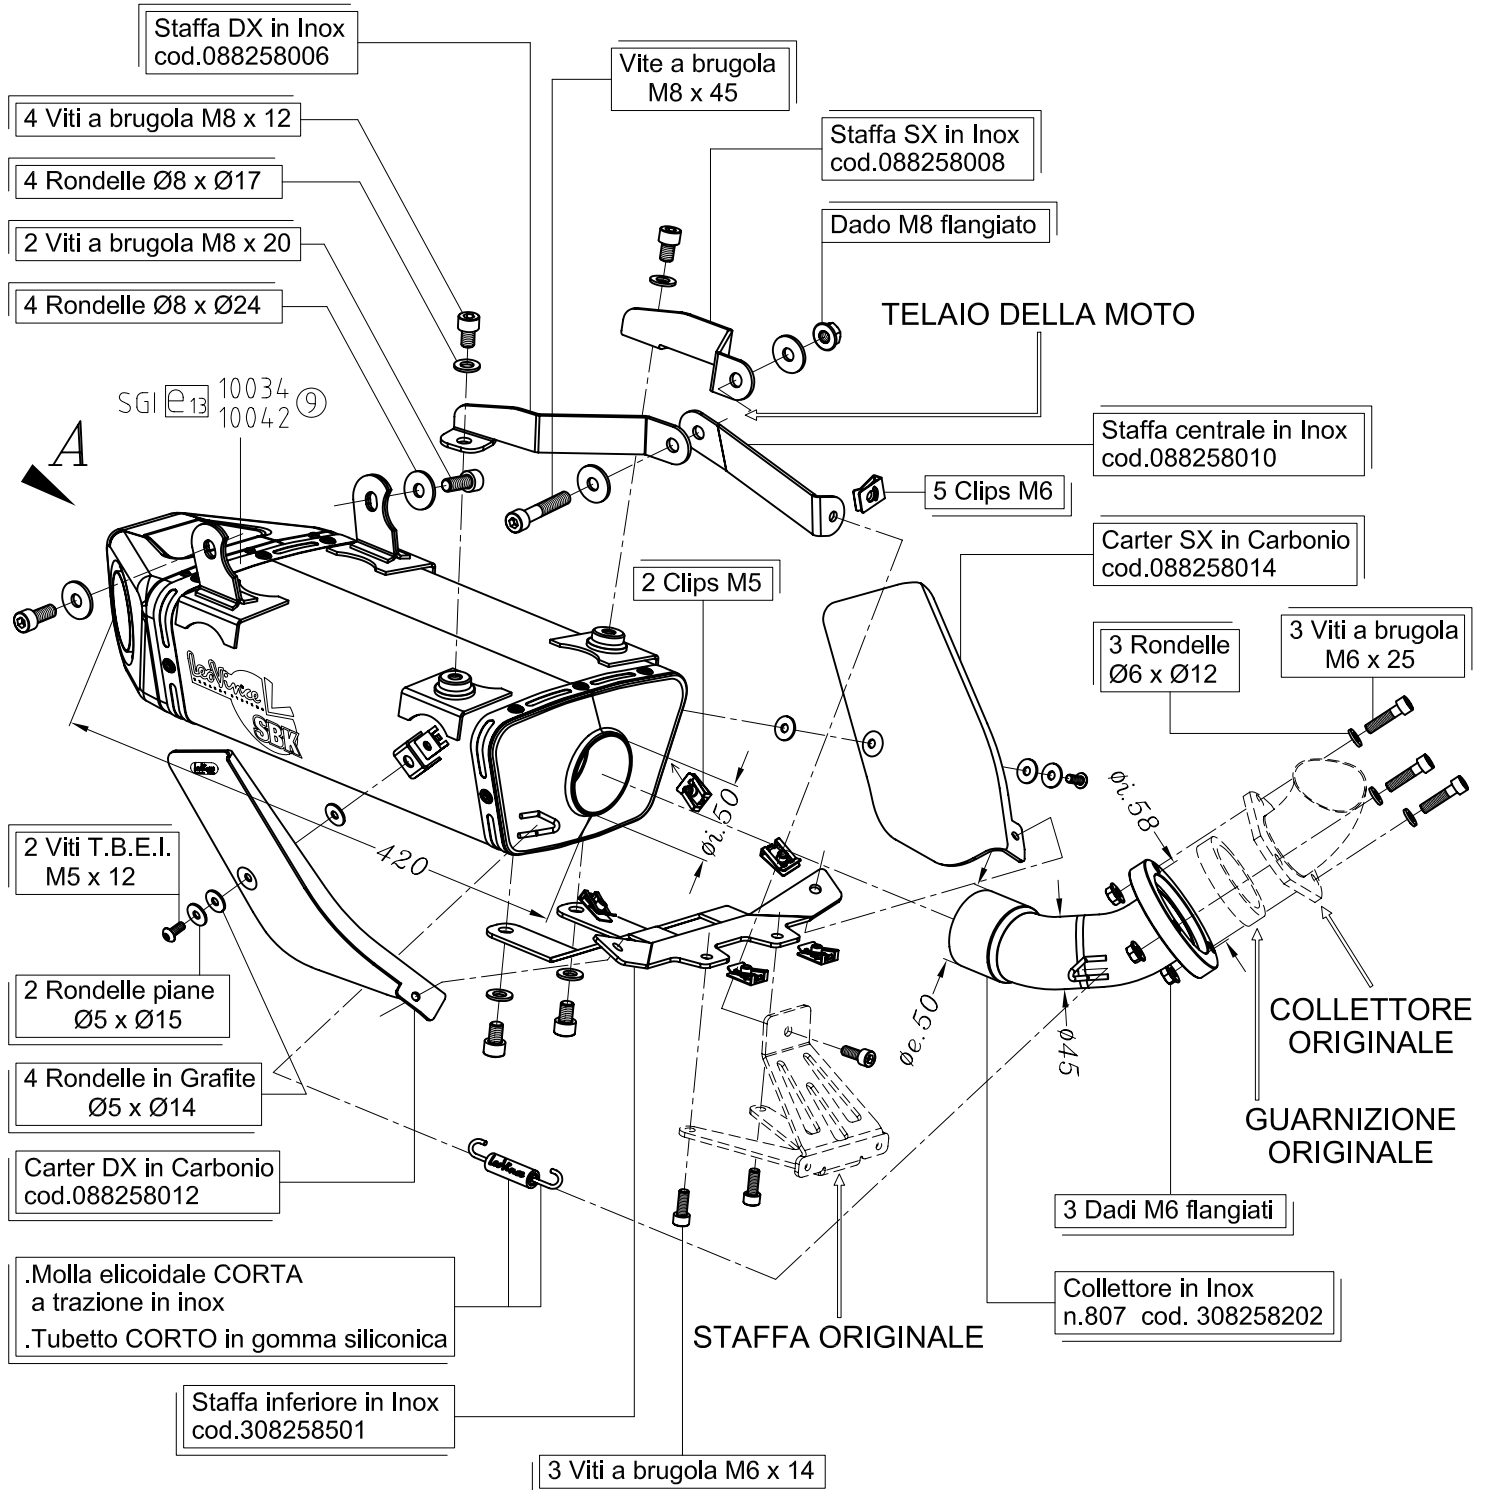 Staffa DX in Inox
cod.088258006
Vite a brugola
M8 x 45
4 Viti a brugola M8 x 12
Staffa SX in Inox
cod.088258008
4 Rondelle Ø8 x Ø17
2 Viti a brugola M8 x 20
Dado M8 flangiato
4 Rondelle Ø8 x Ø24
TELAIO DELLA MOTO
SGI e13 10034
10042 9
A
Staffa centrale in Inox
cod.088258010
5 Clips M6
Carter SX in Carbonio
cod.088258014
2 Clips M5
3 Rondelle
Ø6 x Ø12
3 Viti a brugola
M6 x 25
LeoVince
SBK
LeoVince
øi.50
øi.58
420
2 Viti T.B.E.I.
M5 x 12
2 Rondelle piane
Ø5 x Ø15
øe.50
ø45
COLLETTORE
ORIGINALE
4 Rondelle in Grafite
Ø5 x Ø14
GUARNIZIONE
ORIGINALE
Carter DX in Carbonio
cod.088258012
LeoVince
3 Dadi M6 flangiati
.Molla elicoidale CORTA
a trazione in inox
.Tubetto CORTO in gomma siliconica
Collettore in Inox
n.807 cod. 308258202
STAFFA ORIGINALE
Staffa inferiore in Inox
cod.308258501
3 Viti a brugola M6 x 14